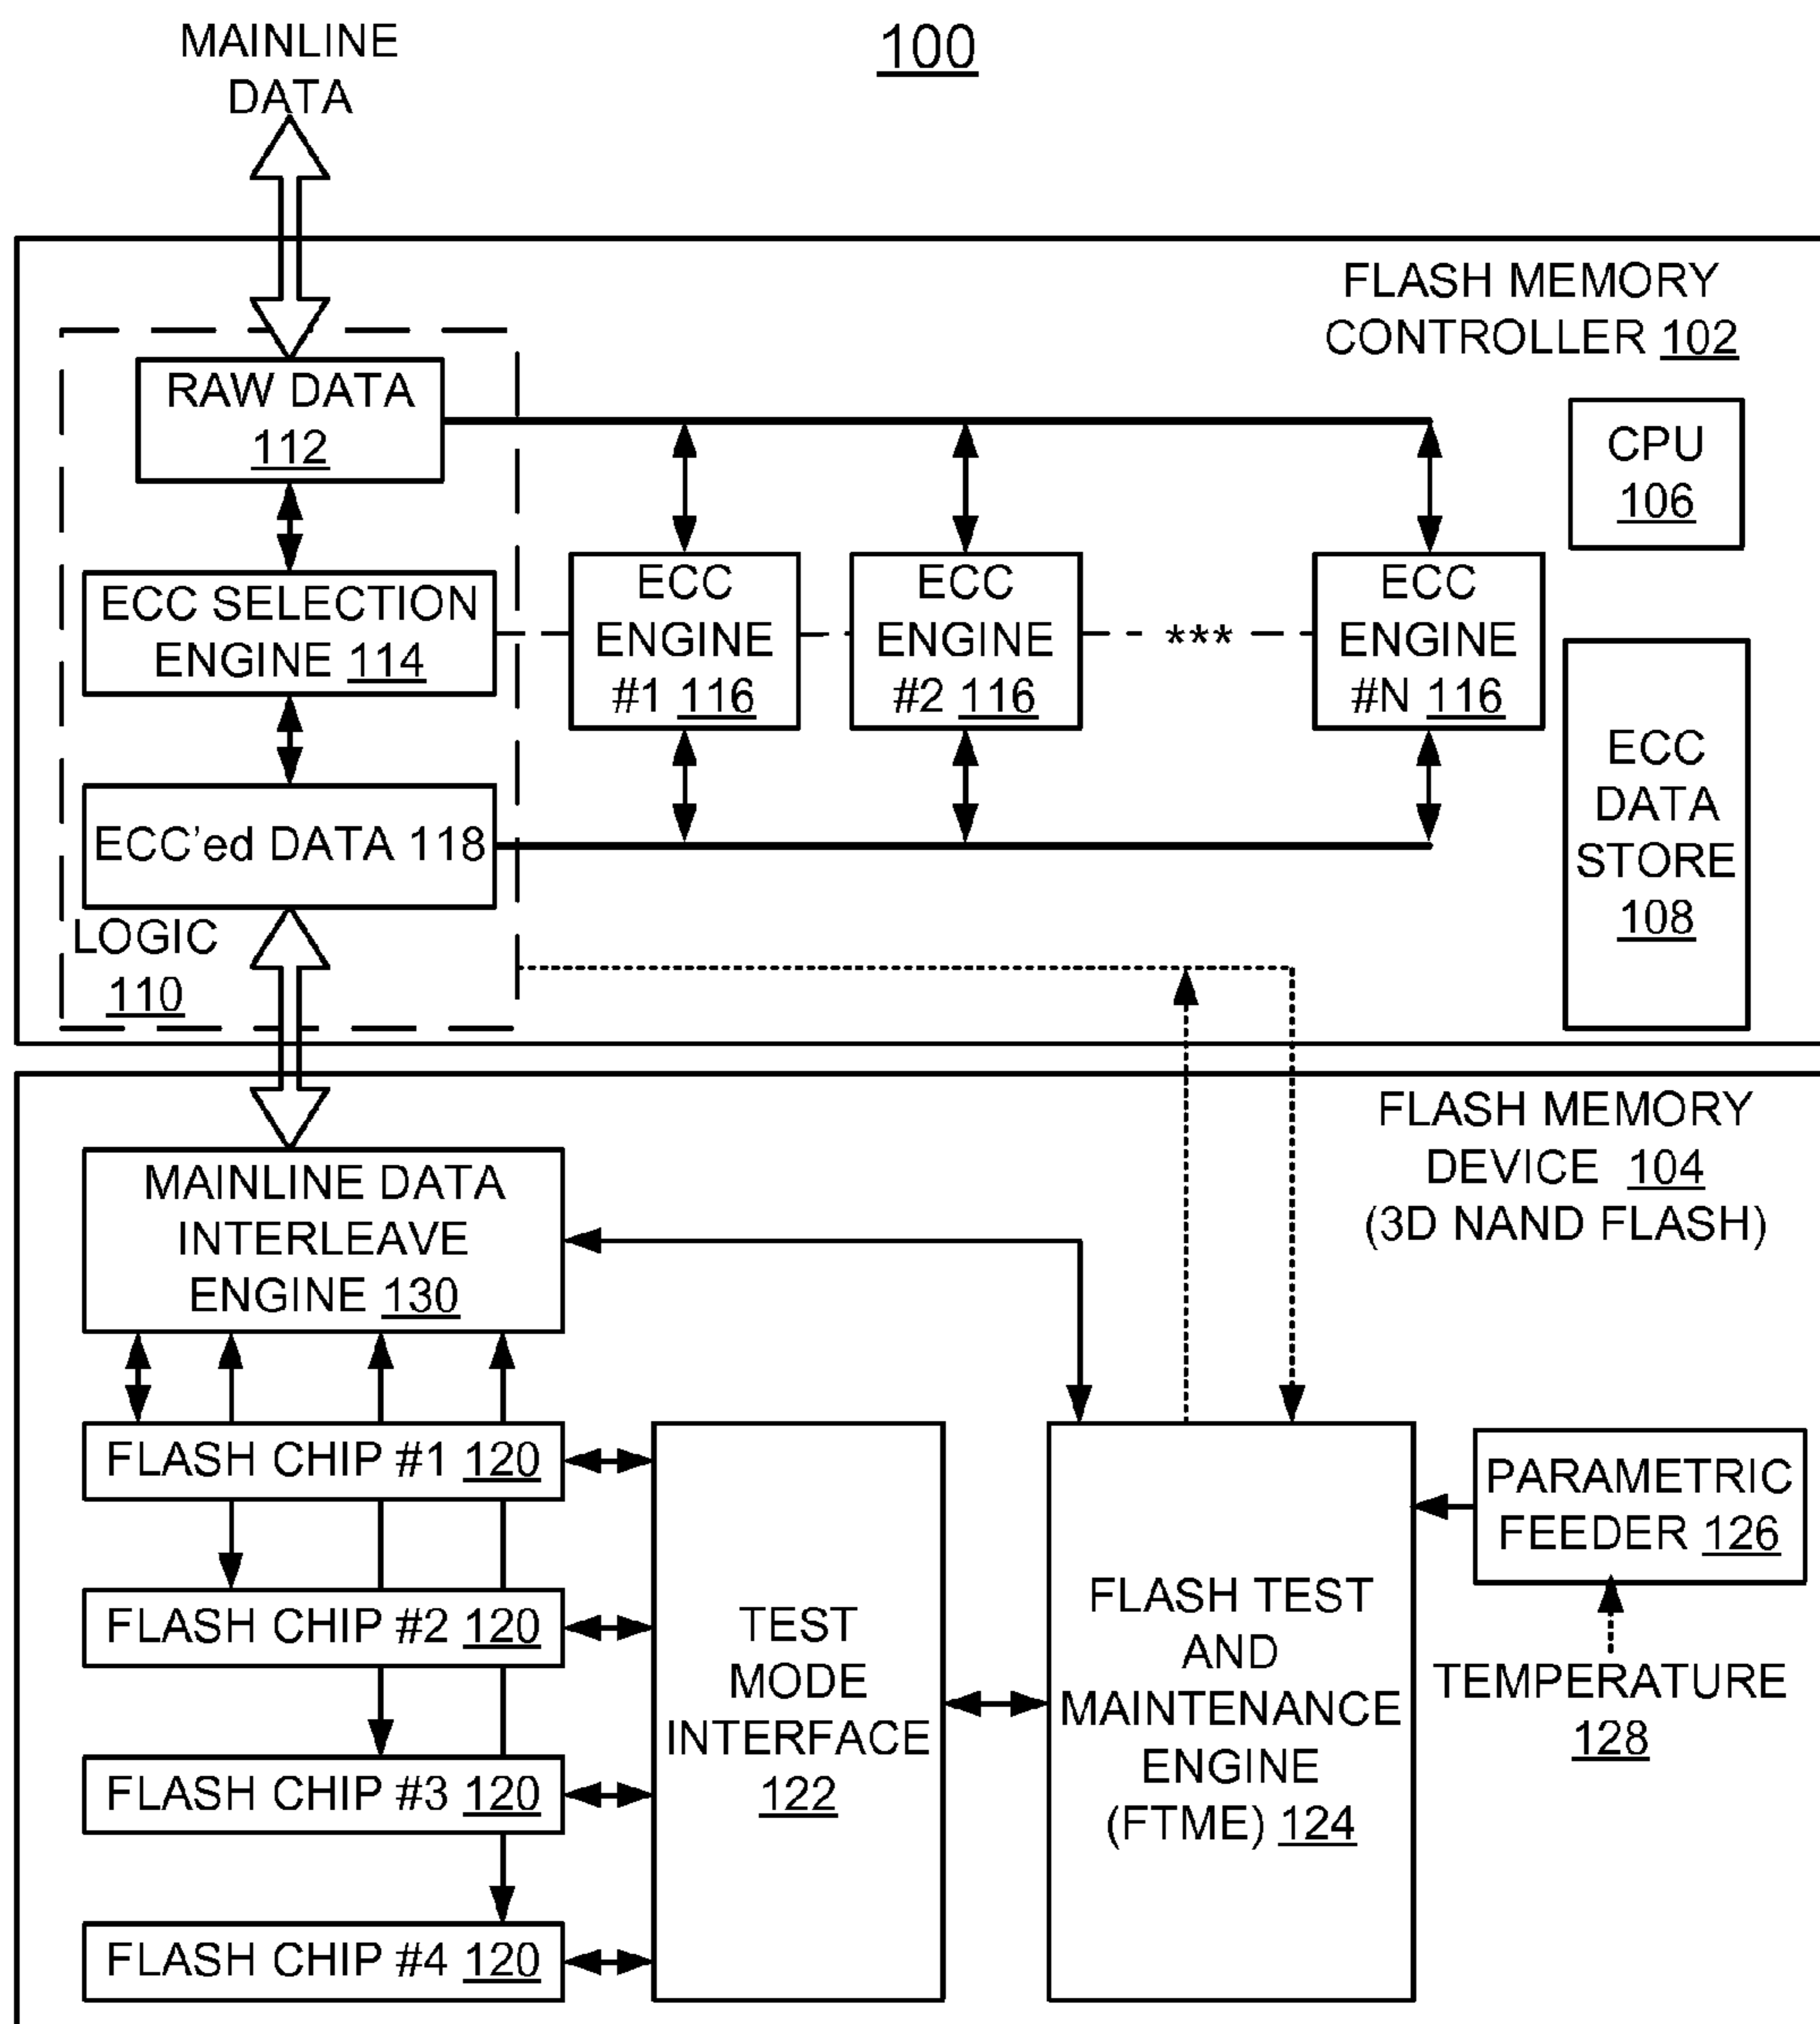 100
MAINLINE
DATA
FLASH MEMORY
CONTROLLER 102
RAW DATA
112
CPU
106
ECC SELECTION
ENGINE 114
ECC
ENGINE
#1 116
ECC
ENGINE
#2 116
***
ECC
ENGINE
#N 116
ECC
DATA
STORE
108
ECC'ed DATA 118
LOGIC
110
FLASH MEMORY
DEVICE 104
(3D NAND FLASH)
MAINLINE DATA
INTERLEAVE
ENGINE 130
FLASH CHIP #1 120
FLASH CHIP #2 120
FLASH CHIP #3 120
FLASH CHIP #4 120
TEST
MODE
INTERFACE
122
FLASH TEST
AND
MAINTENANCE
ENGINE
(FTME) 124
PARAMETRIC
FEEDER 126
TEMPERATURE
128